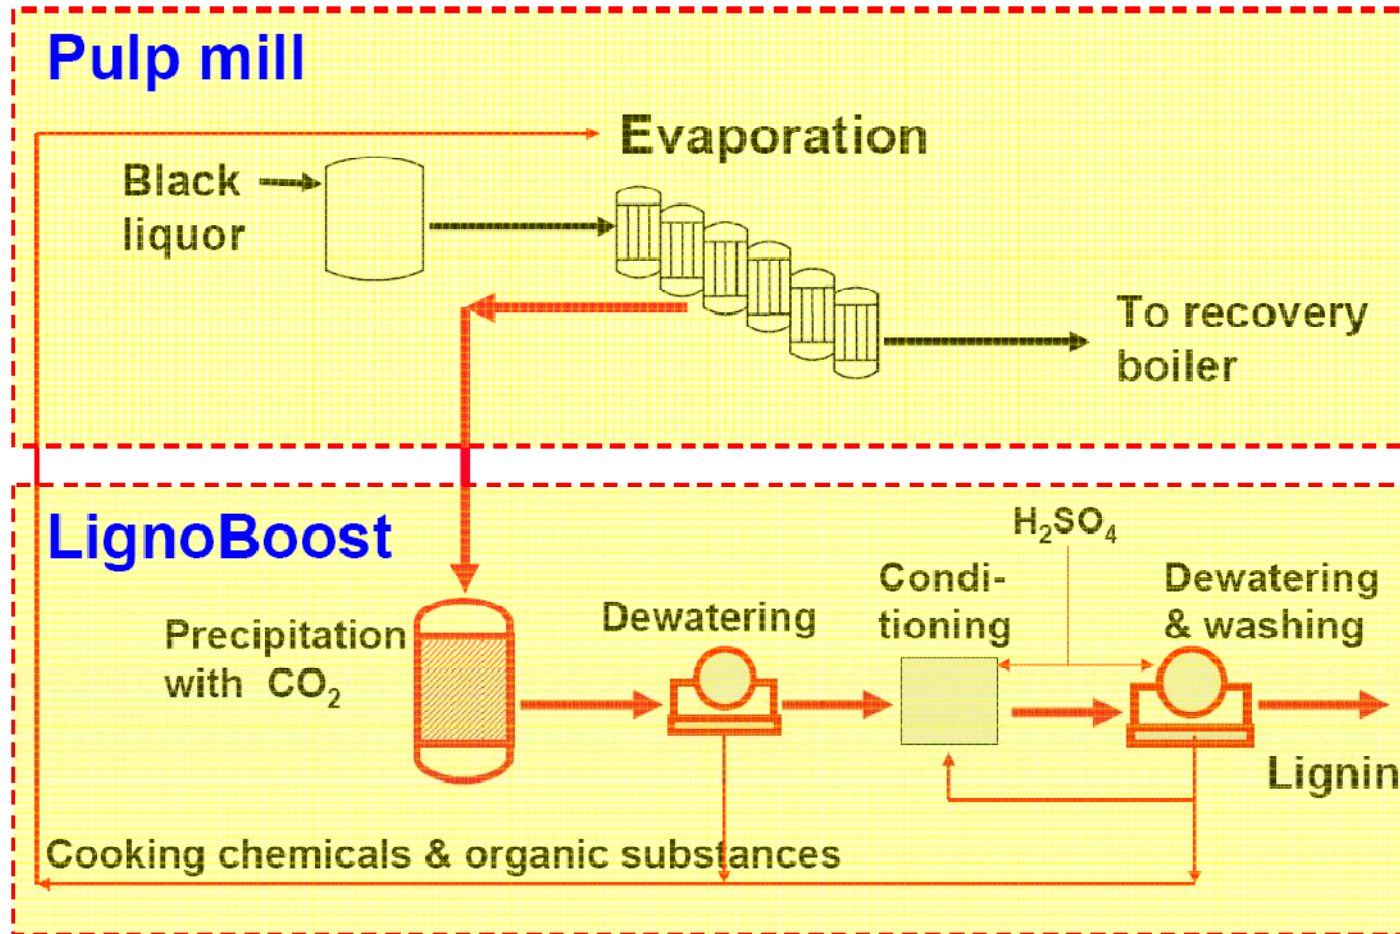 Pulp mill
Evaporation
Black
liquor
To recovery
boiler
LignoBoost
H₂SO₄
Condi-
tioning
Dewatering
& washing
Dewatering
Precipitation
with CO₂
Lignin
Cooking chemicals & organic substances